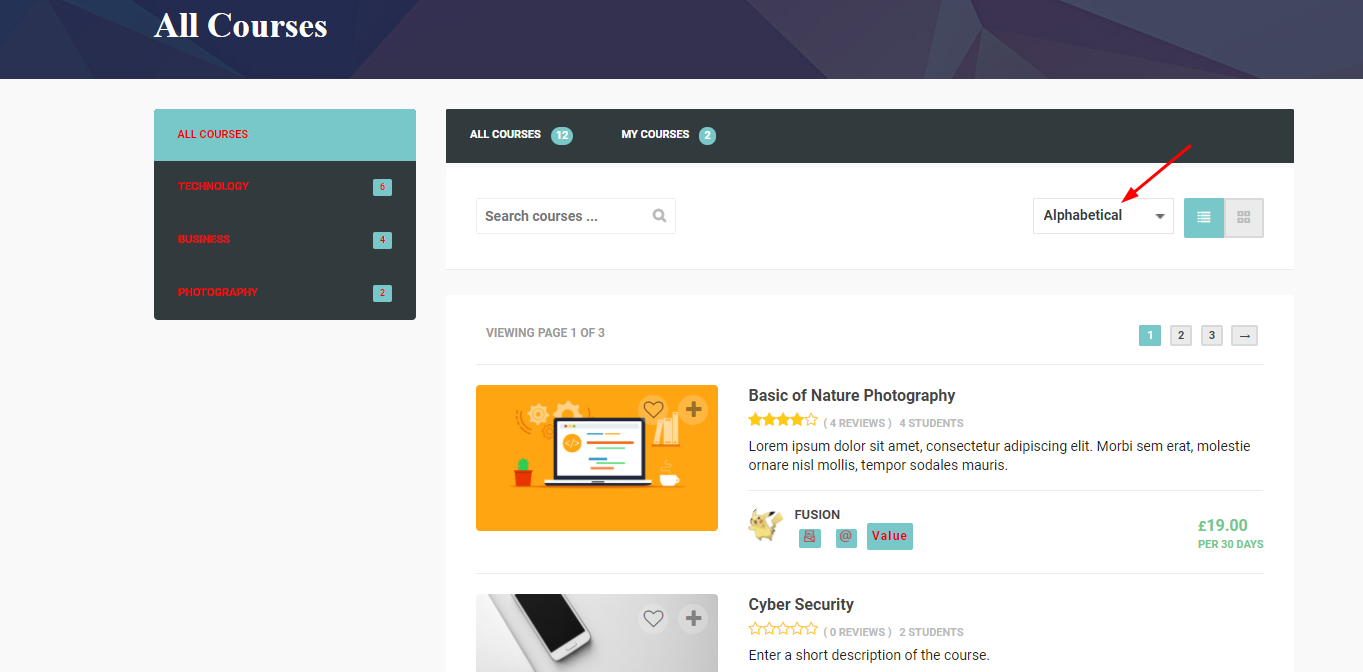 All Courses
ALL COURSES
TECHNOLOGY 6
BUSINESS 4
PHOTOGRAPHY 2
ALL COURSES 12 MY COURSES 2
Search courses ... Alphabetical
VIEWING PAGE 1 OF 3 1 2 3 →
Basic of Nature Photography
( 4 REVIEWS ) 4 STUDENTS
Lorem ipsum dolor sit amet, consectetur adipiscing elit. Morbi sem erat, molestie
ornare nisl mollis, tempor sodales mauris.
FUSION
@ Value
£19.00
PER 30 DAYS
Cyber Security
( 0 REVIEWS ) 2 STUDENTS
Enter a short description of the course.